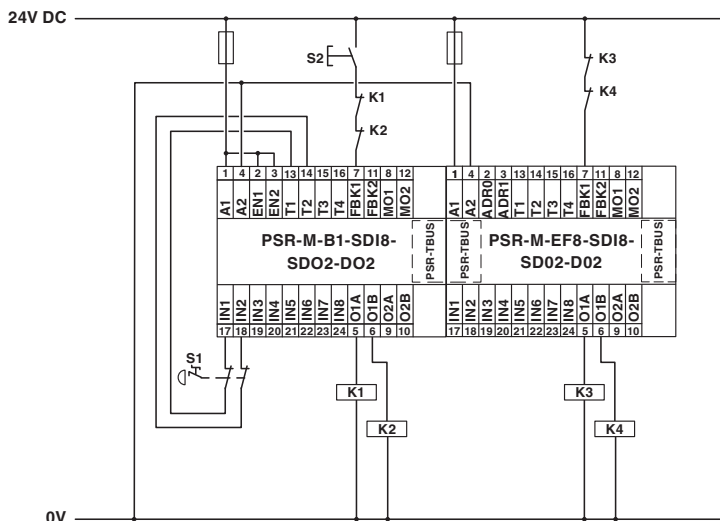 24V DC
S2
K1
K2
K3
K4
1 4 2 3 13 14 15 16 7 11 8 12
1 4 2 3 13 14 15 16 7 11 8 12
A1 A2 EN1 EN2 T1 T2 T3 T4 FBK1 FBK2 MO1 MO2
A1 A2 ADR0 ADR1 T1 T2 T3 T4 FBK1 FBK2 MO1 MO2
PSR-M-B1-SDI8-
SDO2-DO2
PSR-TBUS
PSR-TBUS
PSR-M-EF8-SDI8-
SD02-D02
PSR-TBUS
IN1 IN2 IN3 IN4 IN5 IN6 IN7 IN8 O1A O1B O2A O2B
IN1 IN2 IN3 IN4 IN5 IN6 IN7 IN8 O1A O1B O2A O2B
17 18 19 20 21 22 23 24 5 6 9 10
17 18 19 20 21 22 23 24 5 6 9 10
S1
K1
K2
K3
K4
0V